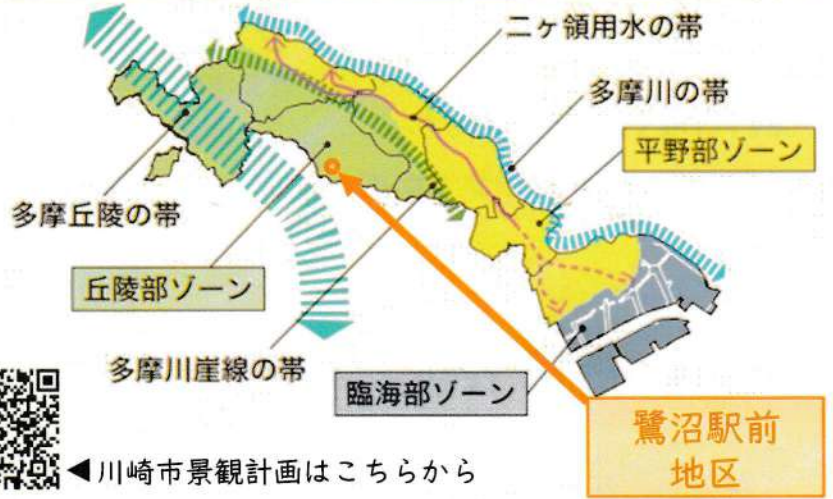 二ヶ領用水の帯
多摩川の帯
平野部ゾーン
多摩丘陵の帯
丘陵部ゾーン
多摩川崖線の帯
臨海部ゾーン
鷺沼駅前
地区
◀川崎市景観計画はこちらから